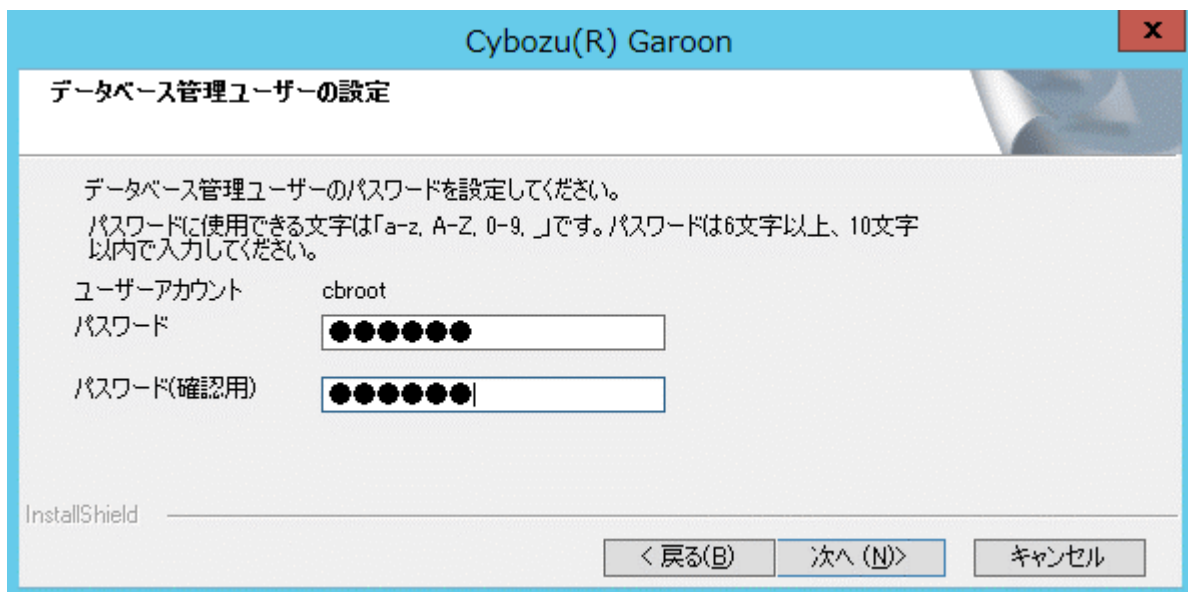 Cybozu(R) Garoon
x
データベース管理ユーザーの設定
データベース管理ユーザーのパスワードを設定してください。
パスワードに使用できる文字は「a-z, A-Z, 0-9, _」です。パスワードは6文字以上、10文字
以内で入力してください。
ユーザーアカウント cbroot
パスワード ●●●●●●
パスワード(確認用) ●●●●●●
InstallShield
< 戻る(B) 次へ (N)> キャンセル